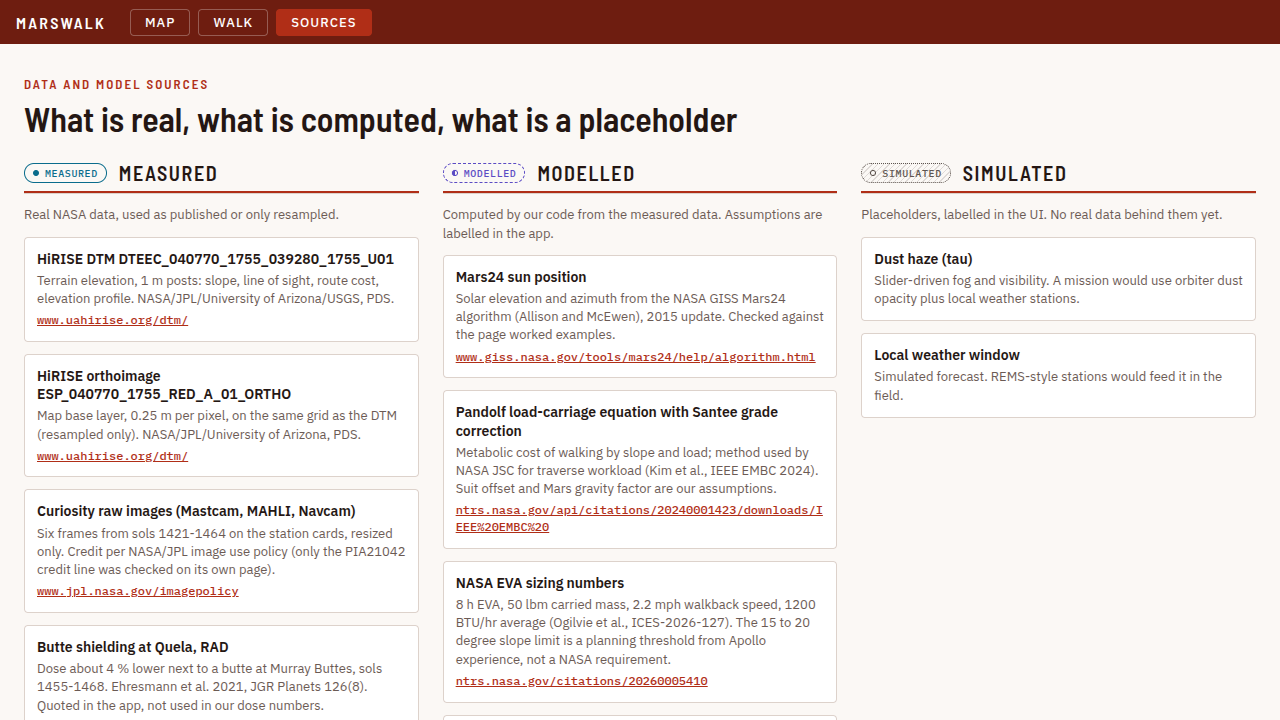 MARSWALK
MAP
WALK
SOURCES
DATA AND MODEL SOURCES
What is real, what is computed, what is a placeholder
MEASURED
MEASURED
Real NASA data, used as published or only resampled.
HiRISE DTM DTEEC_040770_1755_039280_1755_U01
Terrain elevation, 1 m posts: slope, line of sight, route cost,
elevation profile. NASA/JPL/University of Arizona/USGS, PDS.
www.uahirise.org/dtm/
HiRISE orthoimage
ESP_040770_1755_RED_A_01_ORTHO
Map base layer, 0.25 m per pixel, on the same grid as the DTM
(resampled only). NASA/JPL/University of Arizona, PDS.
www.uahirise.org/dtm/
Curiosity raw images (Mastcam, MAHLI, Navcam)
Six frames from sols 1421-1464 on the station cards, resized
only. Credit per NASA/JPL image use policy (only the PIA21042
credit line was checked on its own page).
www.jpl.nasa.gov/imagepolicy
Butte shielding at Quela, RAD
Dose about 4 % lower next to a butte at Murray Buttes, sols
1455-1468. Ehresmann et al. 2021, JGR Planets 126(8).
Quoted in the app, not used in our dose numbers.
MODELLED
MODELLED
Computed by our code from the measured data. Assumptions are
labelled in the app.
Mars24 sun position
Solar elevation and azimuth from the NASA GISS Mars24
algorithm (Allison and McEwen), 2015 update. Checked against
the page worked examples.
www.giss.nasa.gov/tools/mars24/help/algorithm.html
Pandolf load-carriage equation with Santee grade
correction
Metabolic cost of walking by slope and load; method used by
NASA JSC for traverse workload (Kim et al., IEEE EMBC 2024).
Suit offset and Mars gravity factor are our assumptions.
ntrs.nasa.gov/api/citations/20240001423/downloads/I
EEE%20EMBC%20
NASA EVA sizing numbers
8 h EVA, 50 lbm carried mass, 2.2 mph walkback speed, 1200
BTU/hr average (Ogilvie et al., ICES-2026-127). The 15 to 20
degree slope limit is a planning threshold from Apollo
experience, not a NASA requirement.
ntrs.nasa.gov/citations/20260005410
SIMULATED
SIMULATED
Placeholders, labelled in the UI. No real data behind them yet.
Dust haze (tau)
Slider-driven fog and visibility. A mission would use orbiter dust
opacity plus local weather stations.
Local weather window
Simulated forecast. REMS-style stations would feed it in the
field.